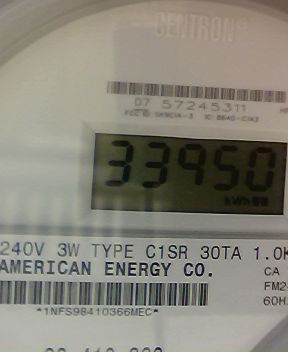 CENTRON®
07 57245311
33950
kWh
240V 3W TYPE C1SR 30TA 1.0K
AMERICAN ENERGY CO.
CA
FM2
60H
*1NFS98410366MEC*